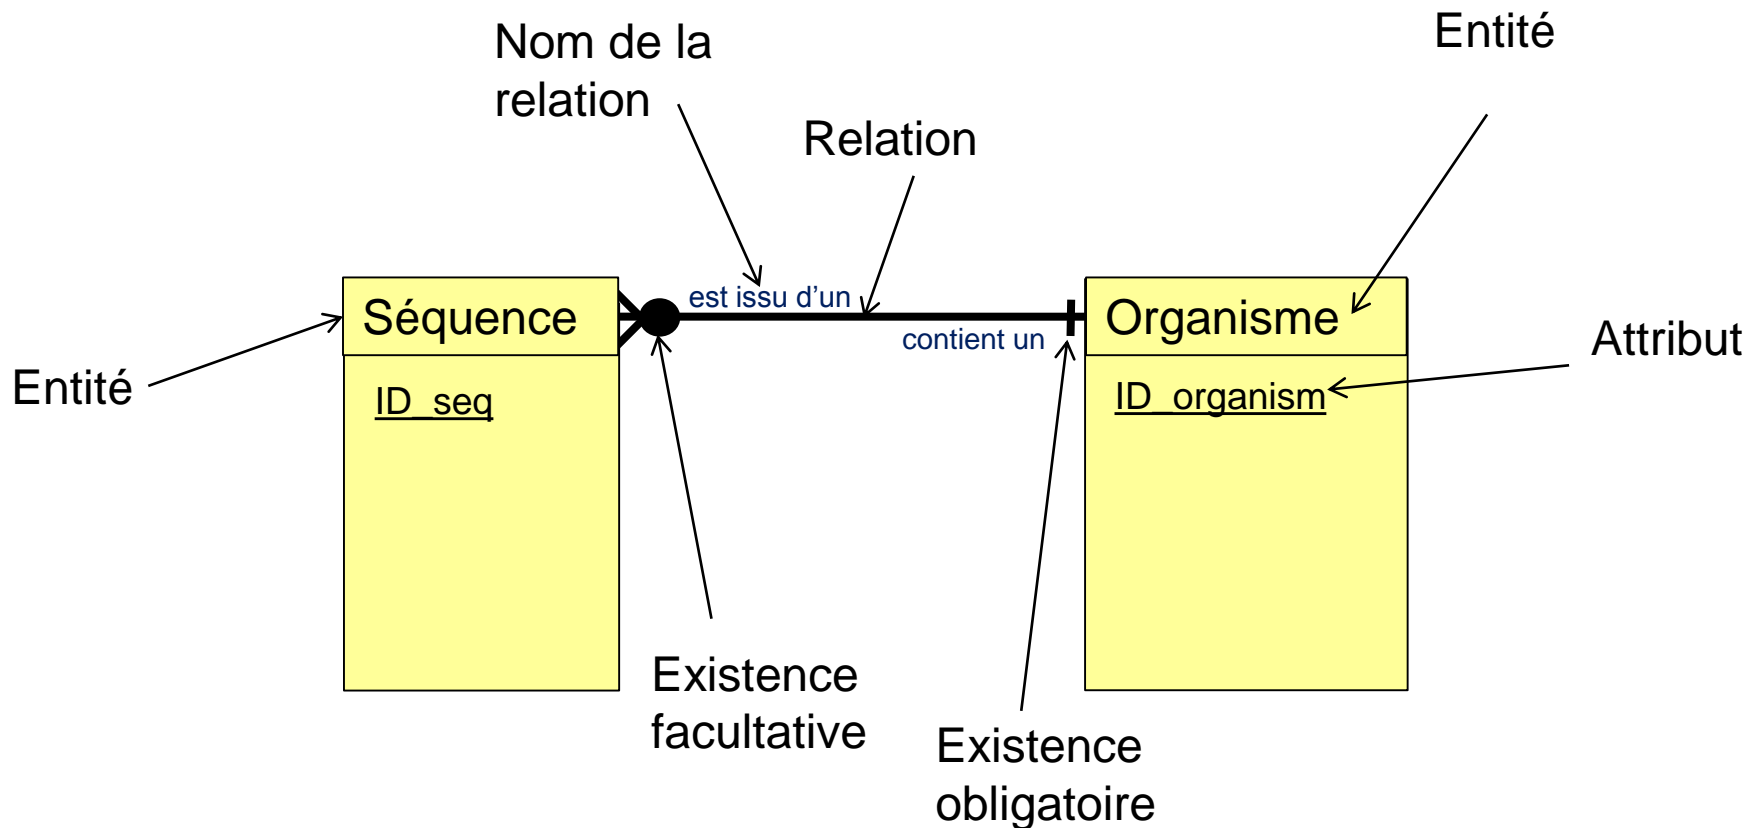 Nom de la
relation
Entité
Relation
est issu d’un
Séquence
contient un
Organisme
Attribut
Entité
ID_seq
ID_organism
Existence
facultative
Existence
obligatoire